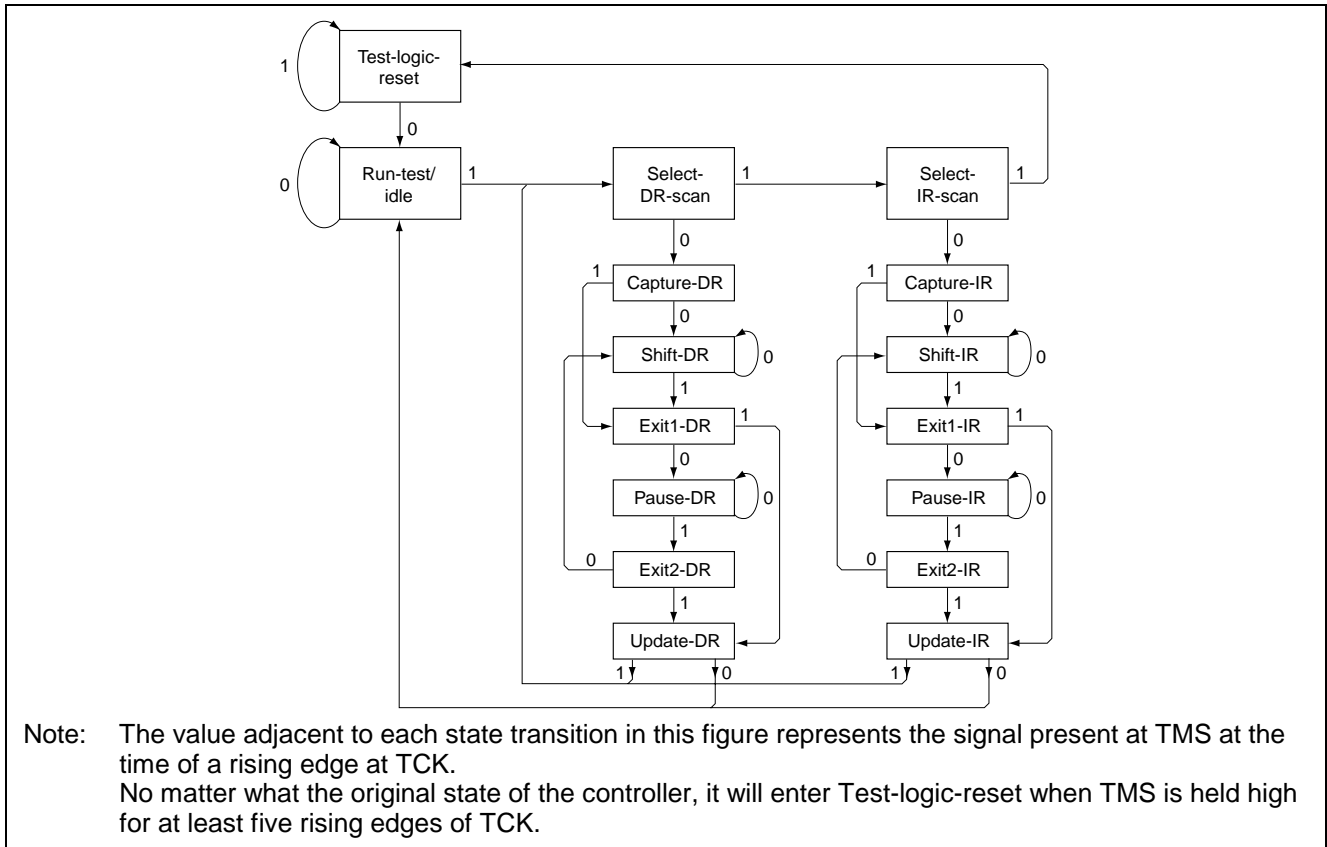 Test-logic-
reset
1
0
Run-test/
idle
0
1
Select-
DR-scan
1
Select-
IR-scan
1
0
0
1
Capture-DR
1
Capture-IR
0
0
Shift-DR
0
Shift-IR
0
1
1
Exit1-DR
1
Exit1-IR
1
0
0
Pause-DR
0
Pause-IR
0
1
1
0
Exit2-DR
0
Exit2-IR
1
1
Update-DR
Update-IR
1
0
1
0
Note: The value adjacent to each state transition in this figure represents the signal present at TMS at the
time of a rising edge at TCK.
No matter what the original state of the controller, it will enter Test-logic-reset when TMS is held high
for at least five rising edges of TCK.